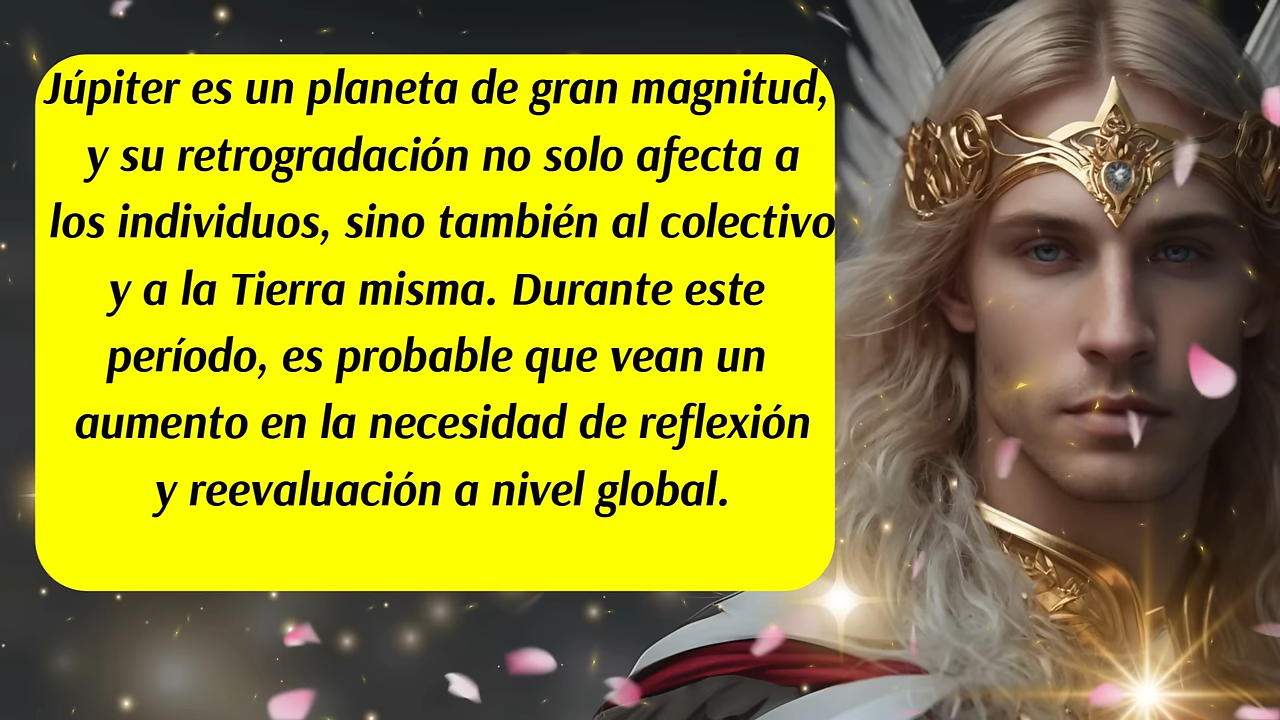 Júpiter es un planeta de gran magnitud,
y su retrogradación no solo afecta a
los individuos, sino también al colectivo
y a la Tierra misma. Durante este
período, es probable que vean un
aumento en la necesidad de reflexión
y reevaluación a nivel global.